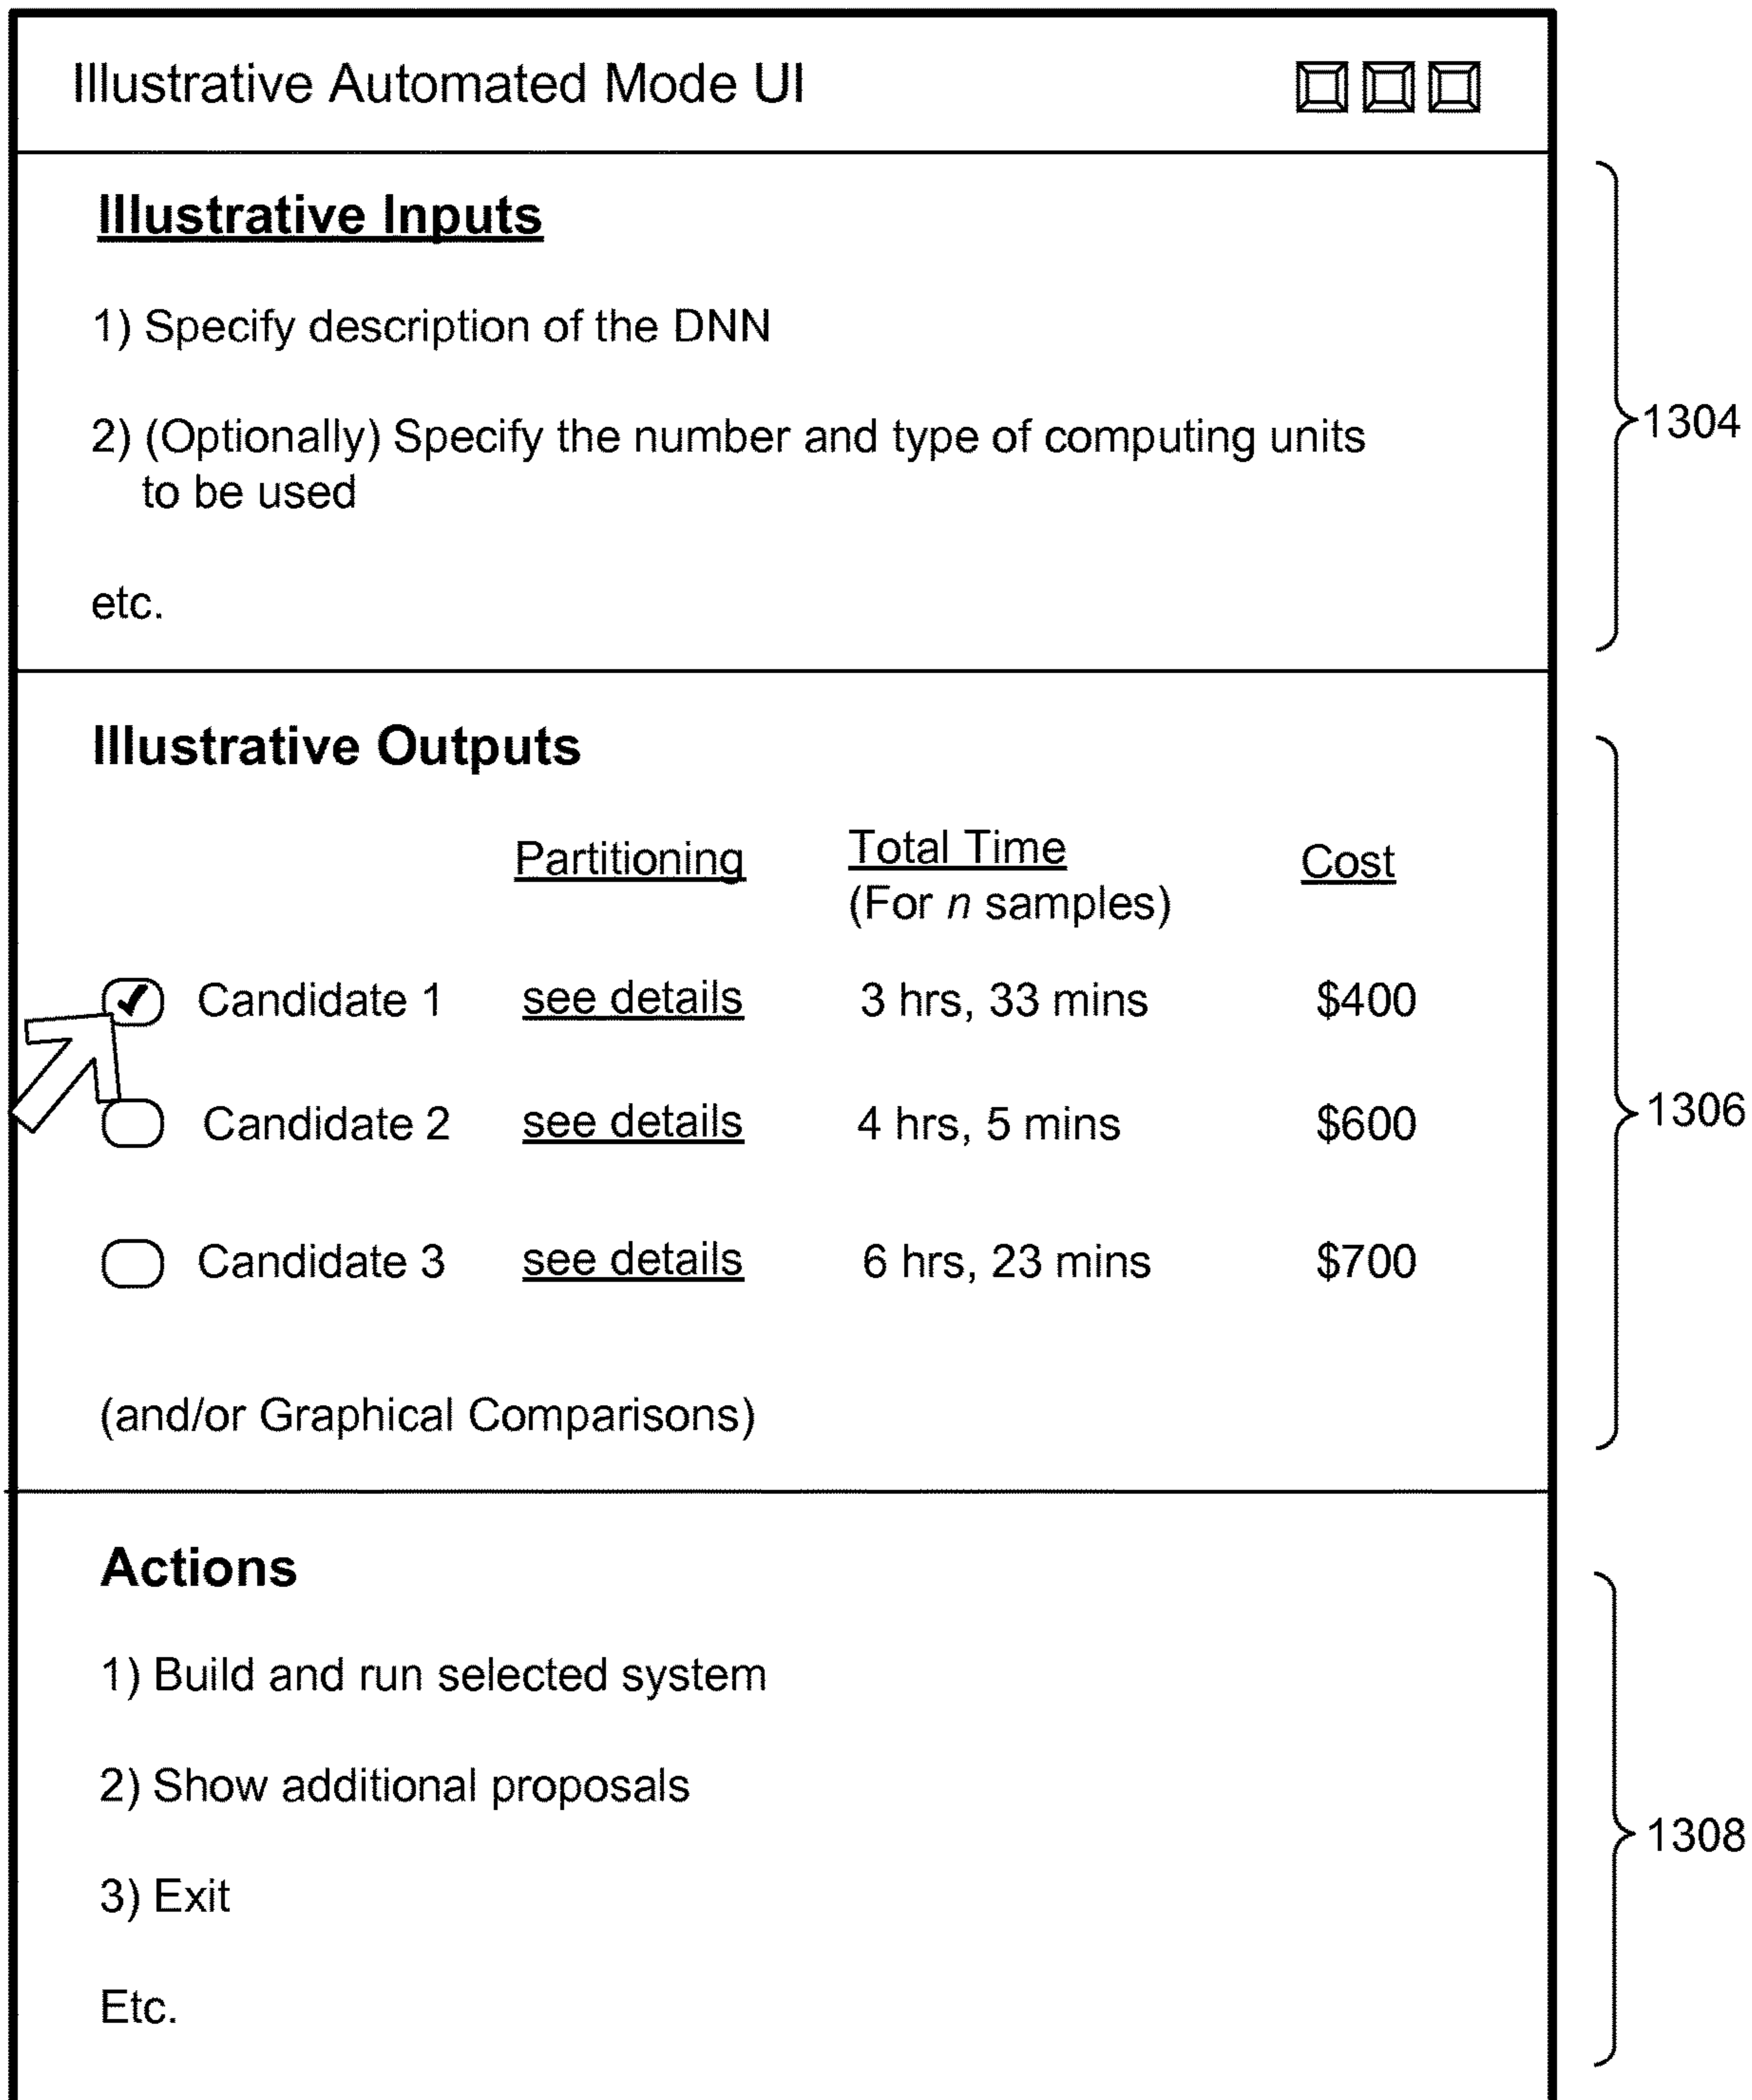 Illustrative Automated Mode UI
Illustrative Inputs
1) Specify description of the DNN
2) (Optionally) Specify the number and type of computing units
to be used
etc.
1304
Illustrative Outputs
Partitioning Total Time Cost
(For n samples)
Candidate 1 see details 3 hrs, 33 mins $400
Candidate 2 see details 4 hrs, 5 mins $600
Candidate 3 see details 6 hrs, 23 mins $700
(and/or Graphical Comparisons)
1306
Actions
1) Build and run selected system
2) Show additional proposals
3) Exit
Etc.
1308